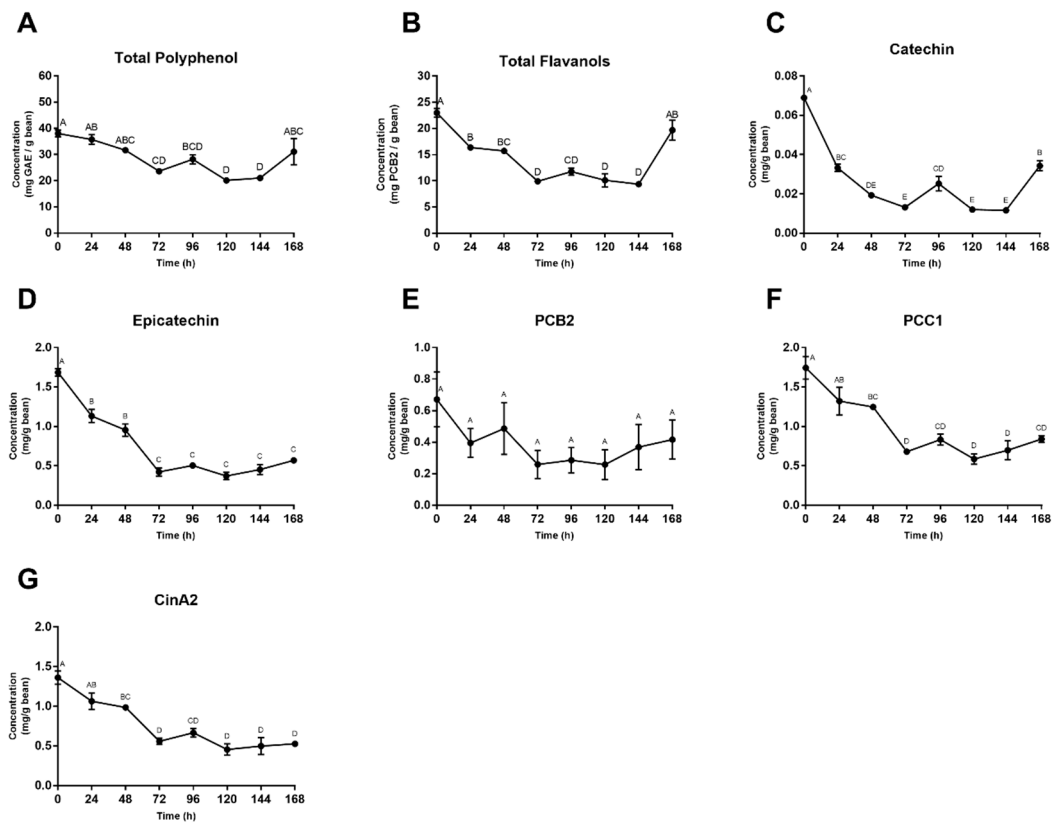 A
Total Polyphenol
Concentration
(mg GAE / g bean)
60
50
40
30
20
10
0
A
AB
ABC
CD
BCD
D
D
ABC
0 24 48 72 96 120 144 168
Time (h)
B
Total Flavanols
Concentration
(mg PCB2 / g bean)
30
25
20
15
10
5
0
A
B
BC
D
CD
D
D
AB
0 24 48 72 96 120 144 168
Time (h)
C
Catechin
Concentration
(mg/g bean)
0.08
0.06
0.04
0.02
0.00
A
BC
DE
E
CD
E
E
B
0 24 48 72 96 120 144 168
Time (h)
D
Epicatechin
Concentration
(mg/g bean)
2.0
1.5
1.0
0.5
0.0
A
B
B
C
C
C
C
C
0 24 48 72 96 120 144 168
Time (h)
E
PCB2
Concentration
(mg/g bean)
1.0
0.8
0.6
0.4
0.2
0.0
A
A
A
A
A
A
A
A
0 24 48 72 96 120 144 168
Time (h)
F
PCC1
Concentration
(mg/g bean)
2.0
1.5
1.0
0.5
0.0
A
AB
BC
D
CD
D
D
CD
0 24 48 72 96 120 144 168
Time (h)
G
CinA2
Concentration
(mg/g bean)
2.0
1.5
1.0
0.5
0.0
A
AB
BC
D
CD
D
D
D
0 24 48 72 96 120 144 168
Time (h)